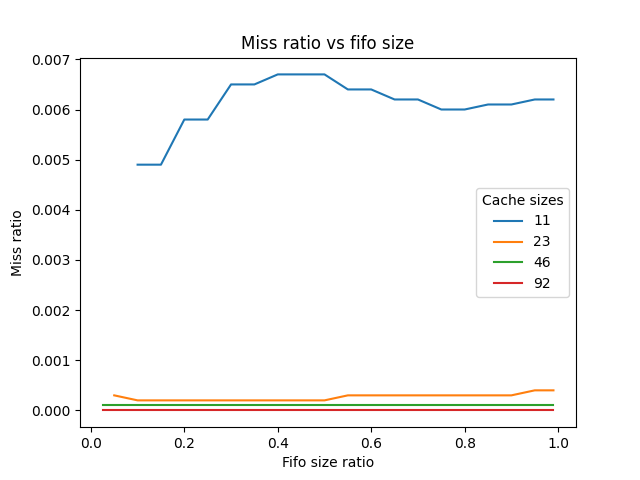 Miss ratio vs fifo size
0.007
0.006
0.005
0.004
0.003
0.002
0.001
0.000
Miss ratio
Cache sizes
11
23
46
92
0.0 0.2 0.4 0.6 0.8 1.0
Fifo size ratio